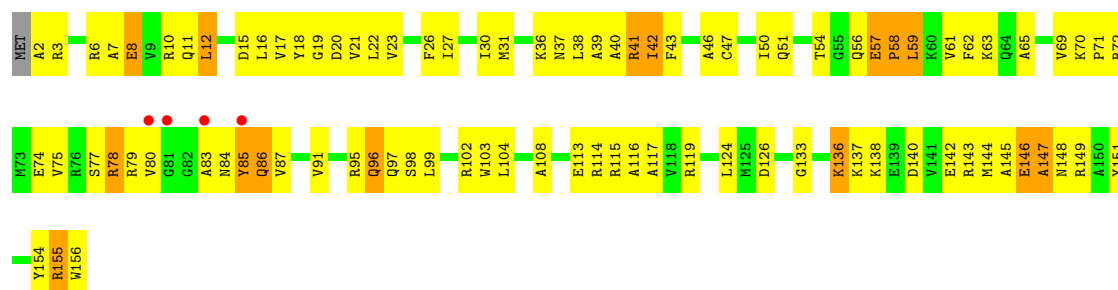 MET A2 R3 R6 A7 E8 V9 R10 Q11 L12 D15 L16 V17 Y18 G19 D20 V21 L22 V23 F26 I27 I30 M31 K36 N37 L38 A39 A40 R41 I42 F43 A46 C47 I50 Q51 T54 G55 Q56 E57 P58 L59 K60 V61 F62 K63 Q64 A65 V69 K70 P71
M73 E74 V75 R76 S77 R78 R79 V80 G81 G82 A83 N84 Y85 Q86 V87 V91 R95 Q96 Q97 S98 L99 R102 W103 L104 A108 E113 R114 R115 A116 A117 V118 R119 L124 M125 D126 G133 K136 K137 K138 E139 D140 V141 E142 R143 M144 A145 E146 A147 N148 R149 A150
Y154 R155 W156